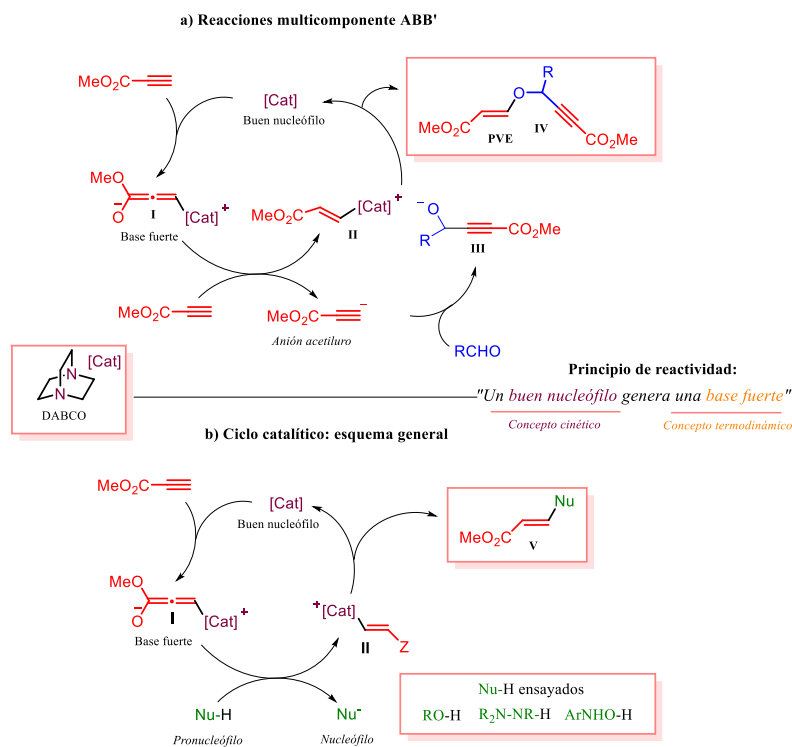 a) Reacciones multicomponente ABB'
MeO2C
[Cat]
Buen nucleófilo
R
O
MeO2C
PVE
IV
CO2Me
MeO
O
-
I
[Cat]
+
Base fuerte
MeO2C
[Cat]
+
II
-
O
R
III
CO2Me
MeO2C
MeO2C
-
Anión acetiluro
RCHO
[Cat]
N
N
DABCO
Principio de reactividad:
"Un buen nucleófilo genera una base fuerte"
Concepto cinético
Concepto termodinámico
b) Ciclo catalítico: esquema general
MeO2C
[Cat]
Buen nucleófilo
Nu
MeO2C
V
MeO
O
-
I
[Cat]
+
Base fuerte
+[Cat]
II
Z
Nu-H
Pronucleófilo
Nu-
Nucleófilo
Nu-H ensayados
RO-H R2N-NR-H ArNHO-H